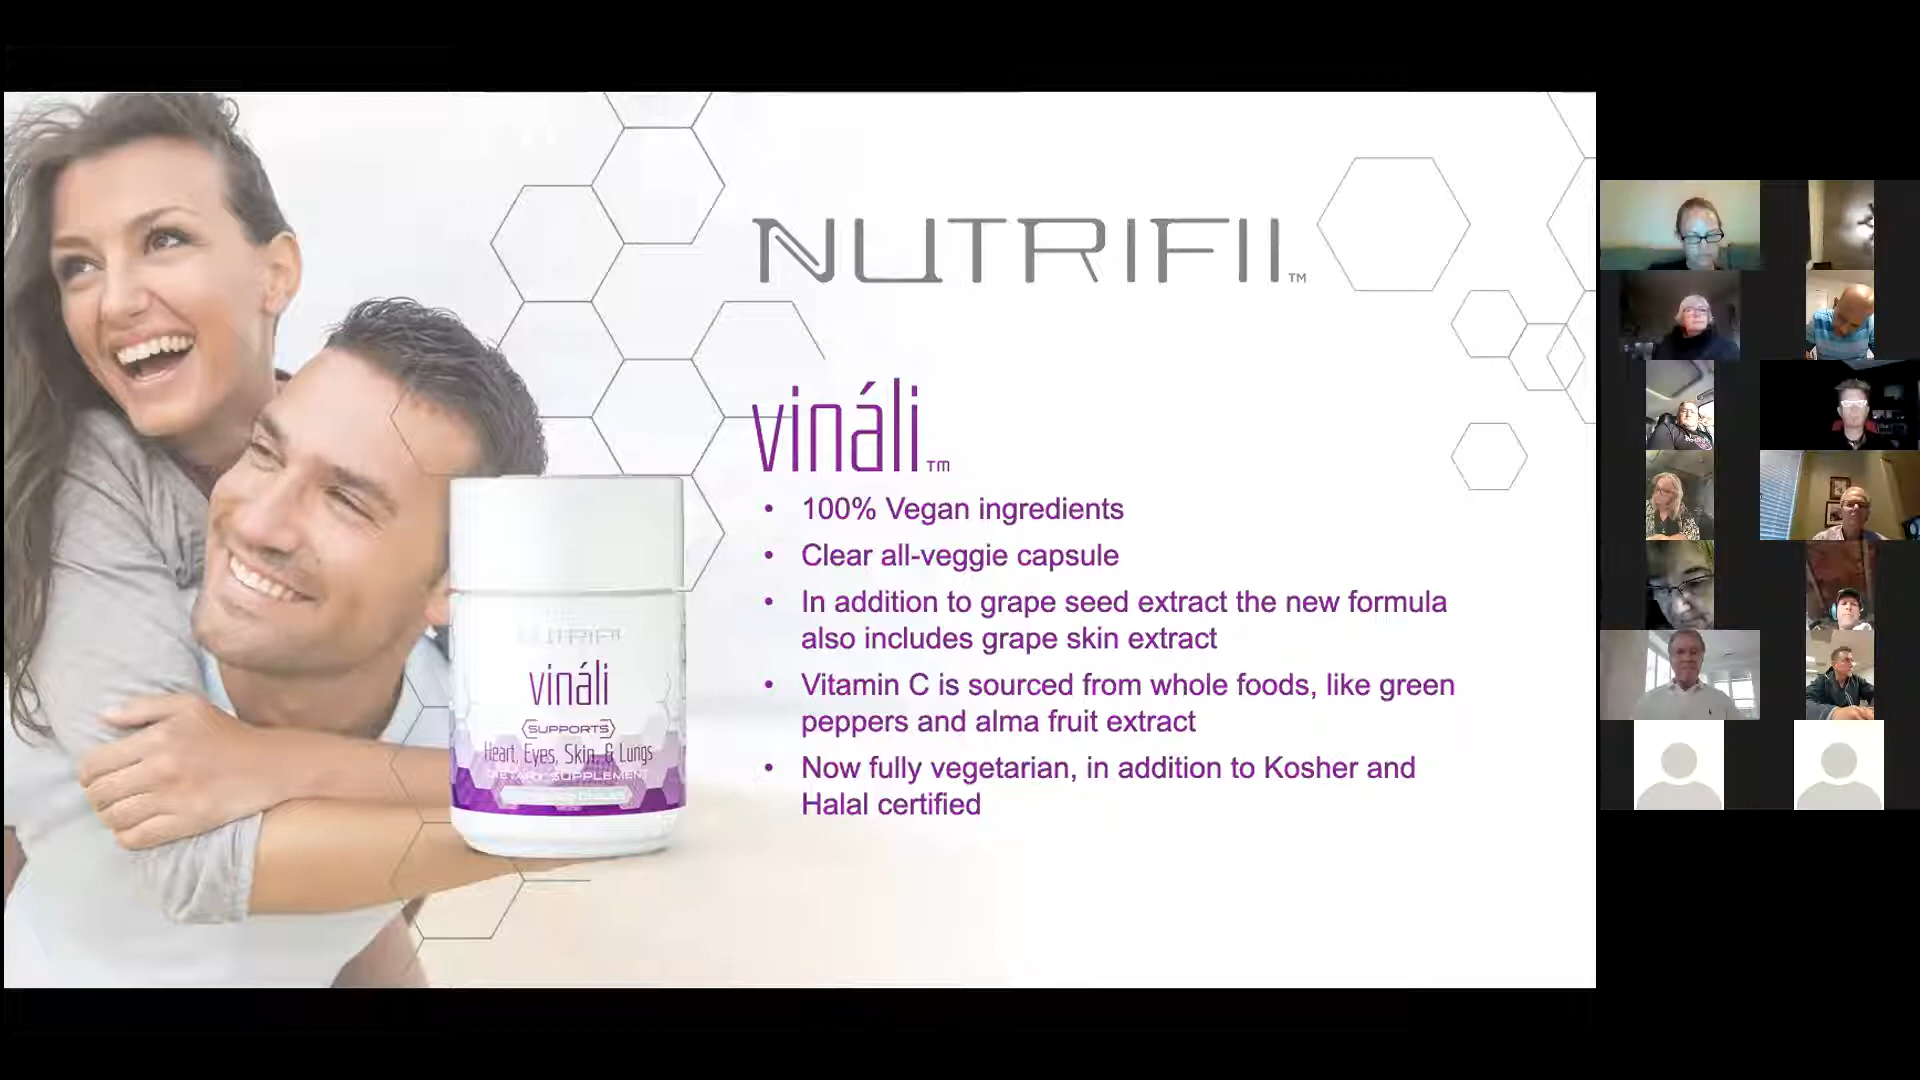 NUTRIFII™
vináli™
• 100% Vegan ingredients
• Clear all-veggie capsule
• In addition to grape seed extract the new formula
also includes grape skin extract
• Vitamin C is sourced from whole foods, like green
peppers and alma fruit extract
• Now fully vegetarian, in addition to Kosher and
Halal certified
NUTRIFII
vináli
SUPPORTS
Heart, Eyes, Skin, & Lungs
DIETARY SUPPLEMENT